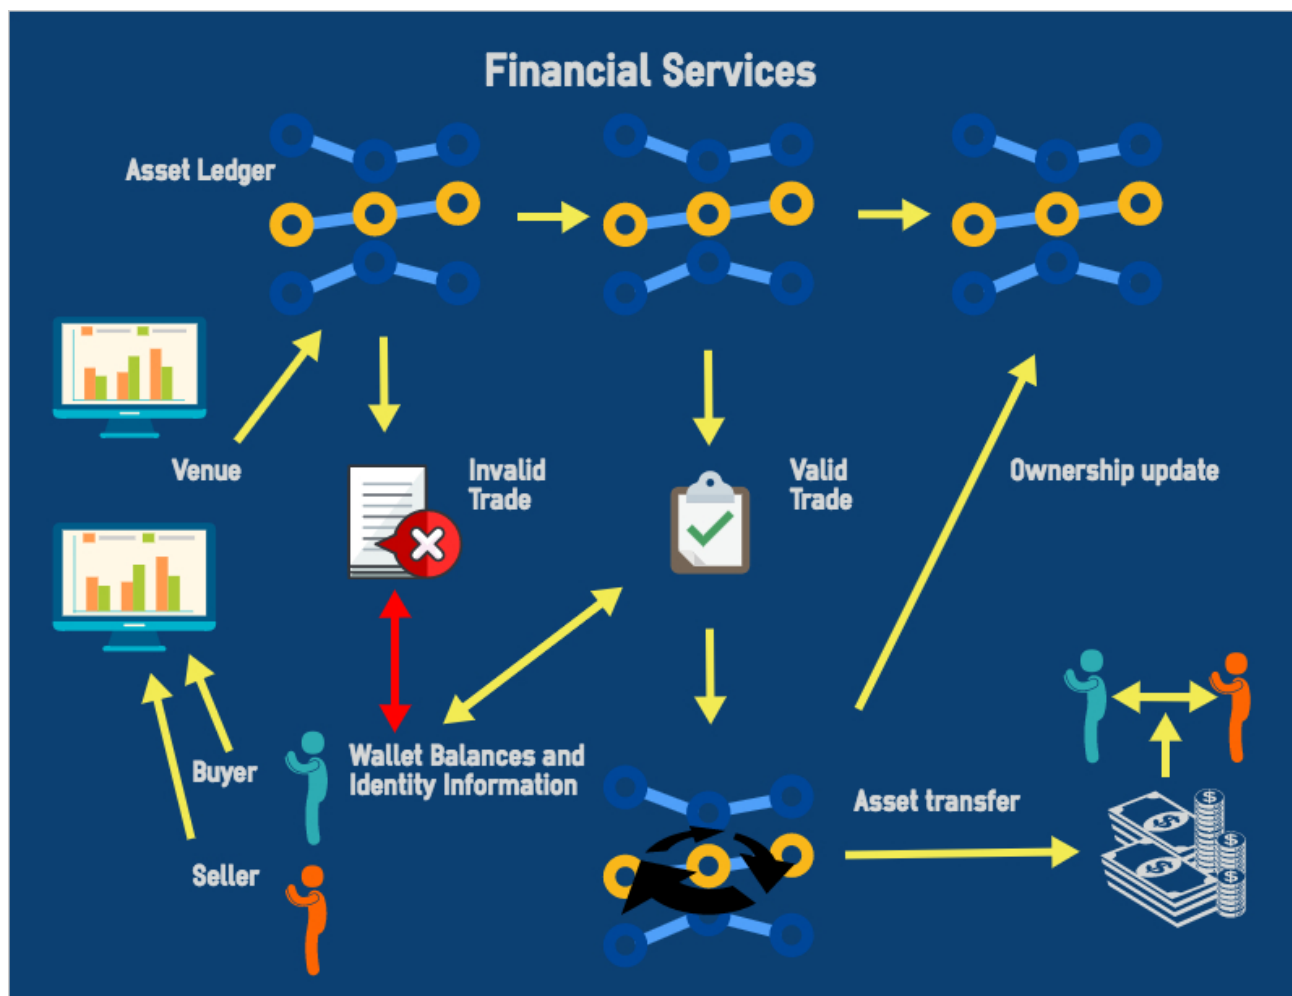 Financial Services
Asset Ledger
Venue
Invalid
Trade
Valid
Trade
Ownership update
Buyer
Wallet Balances and
Identity Information
Asset transfer
Seller